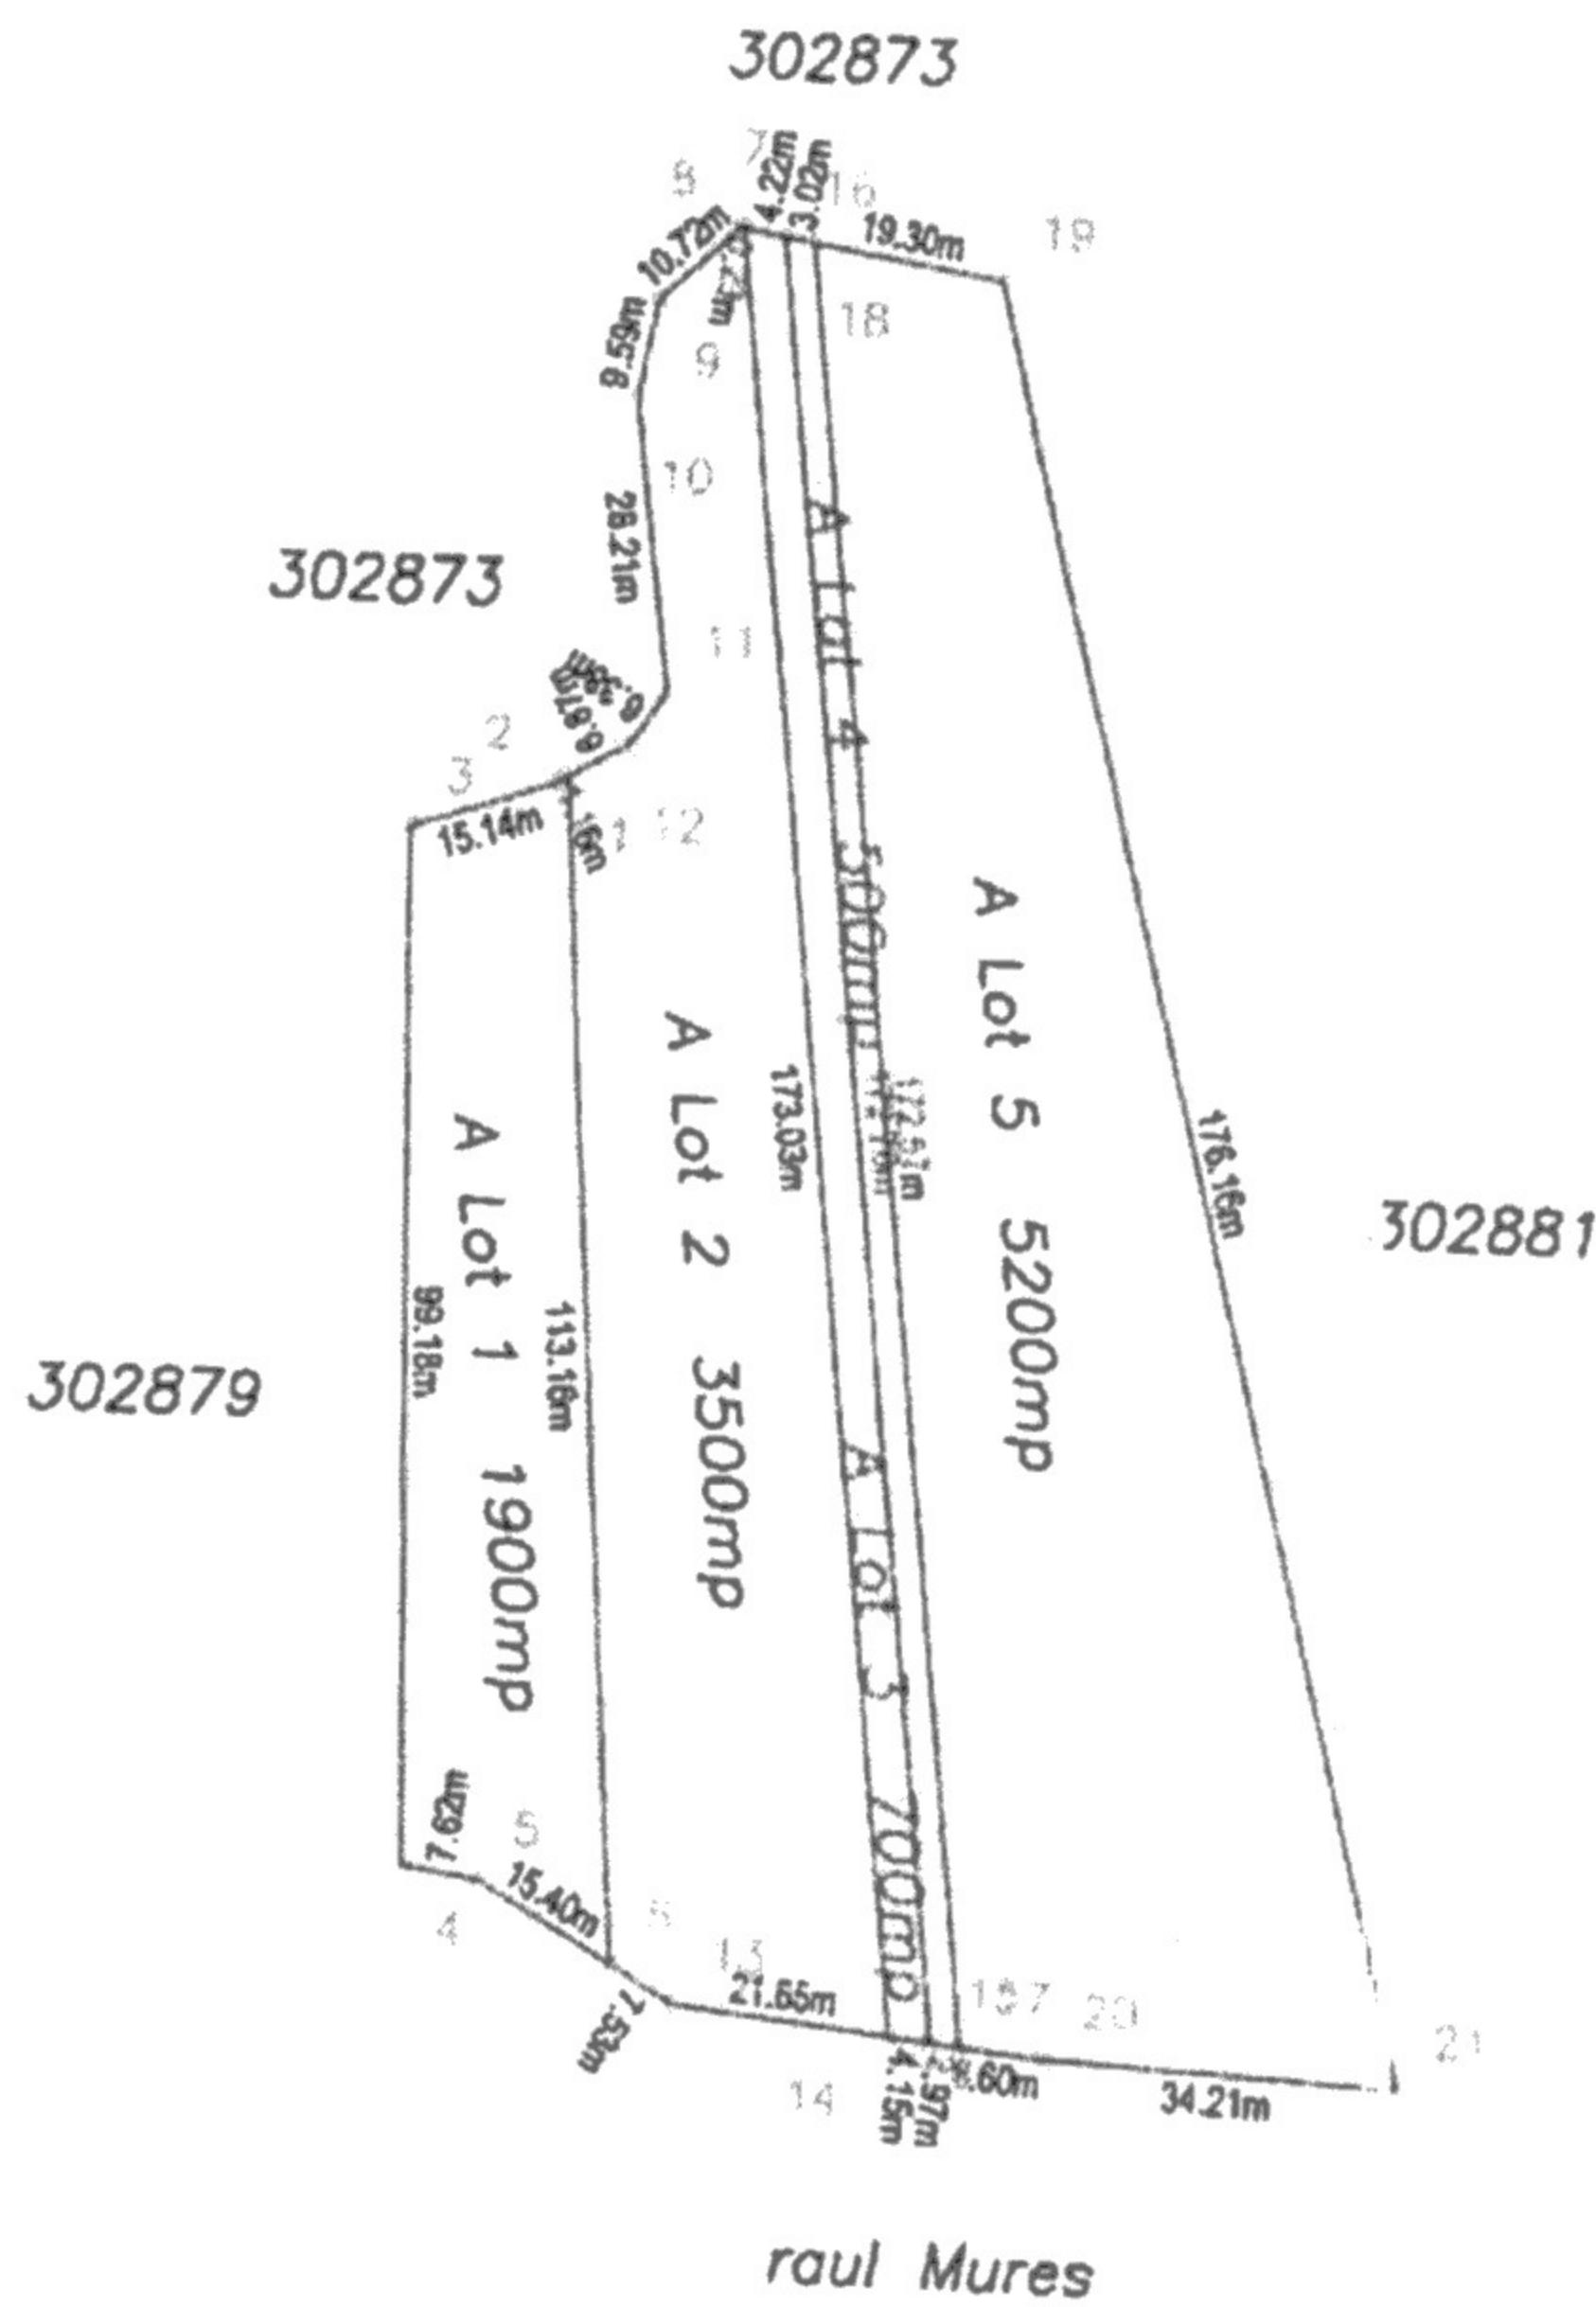 302873
7
4.22m
3.02m
16
8
19
19.30m
10.72m
18
9.59m
9
10
28.21m
302873
11
2
3
15.14m
1
12
A Lot 4 500mp
A Lot 5 5200mp
A Lot 2 3500mp
173.03m
172.67m
176.16m
A Lot 1 1900mp
302881
99.18m
113.16m
302879
A Lot 3 700mp
7.62m
5
15.40m
4
13
21.65m
20
21
7.53m
14
4.15m
34.21m
raul Mures